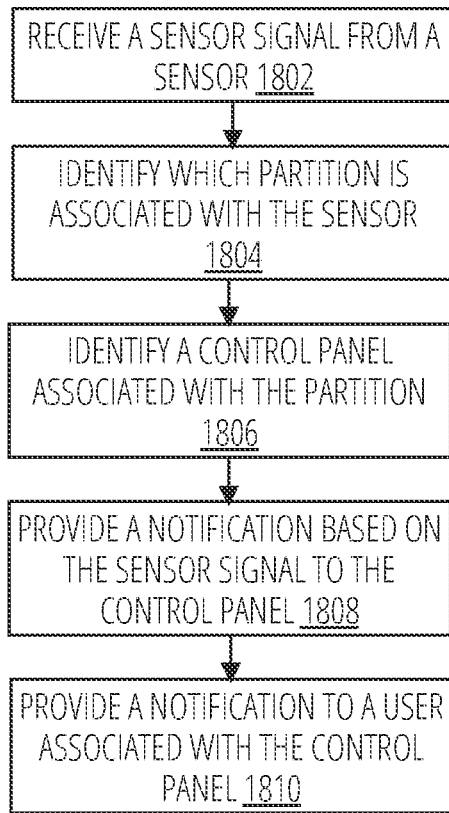 RECEIVE A SENSOR SIGNAL FROM A
SENSOR 1802
IDENTIFY WHICH PARTITION IS
ASSOCIATED WITH THE SENSOR
1804
IDENTIFY A CONTROL PANEL
ASSOCIATED WITH THE PARTITION
1806
PROVIDE A NOTIFICATION BASED ON
THE SENSOR SIGNAL TO THE
CONTROL PANEL 1808
PROVIDE A NOTIFICATION TO A USER
ASSOCIATED WITH THE CONTROL
PANEL 1810